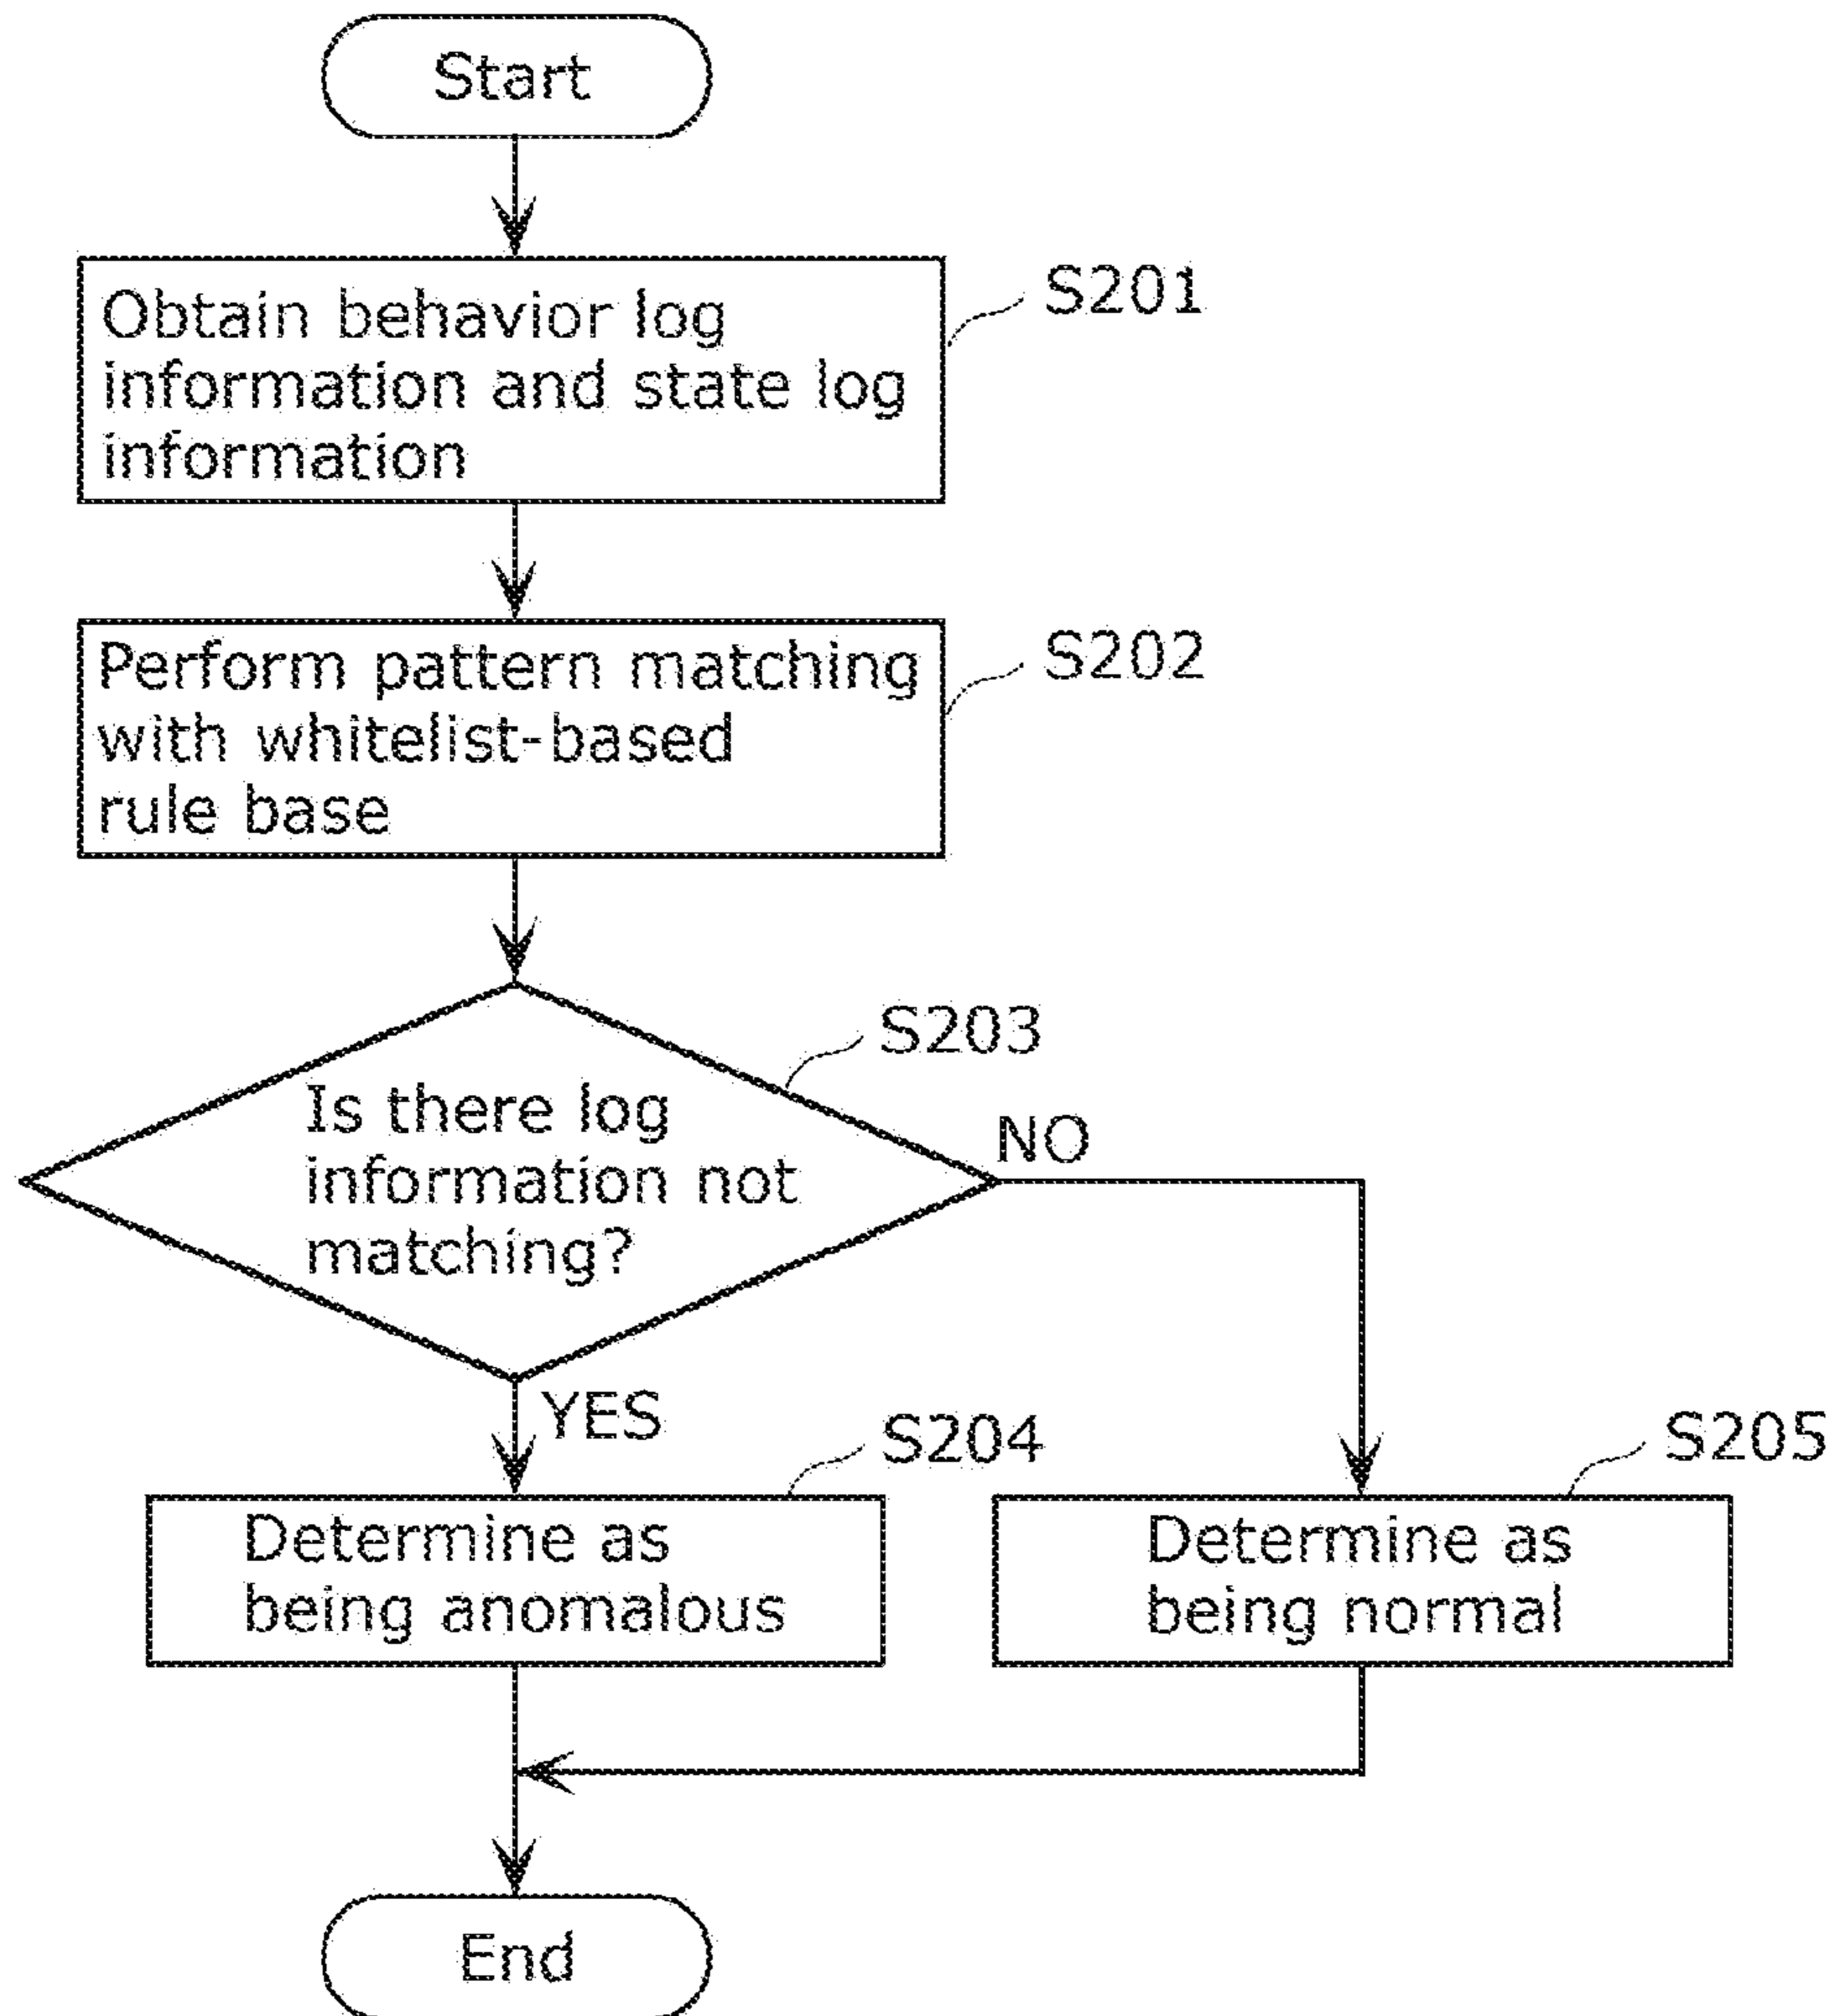 Start
Obtain behavior log
information and state log
information
S201
Perform pattern matching
with whitelist-based
rule base
S202
S203
Is there log
information not
matching?
NO
YES
S204
Determine as
being anomalous
S205
Determine as
being normal
End